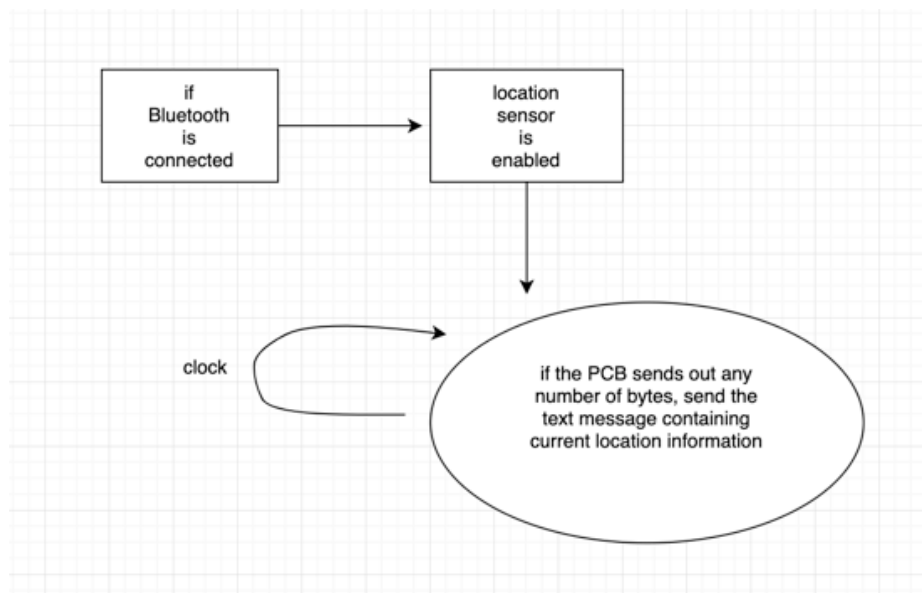 if
Bluetooth
is
connected
location
sensor
is
enabled
clock
if the PCB sends out any
number of bytes, send the
text message containing
current location information